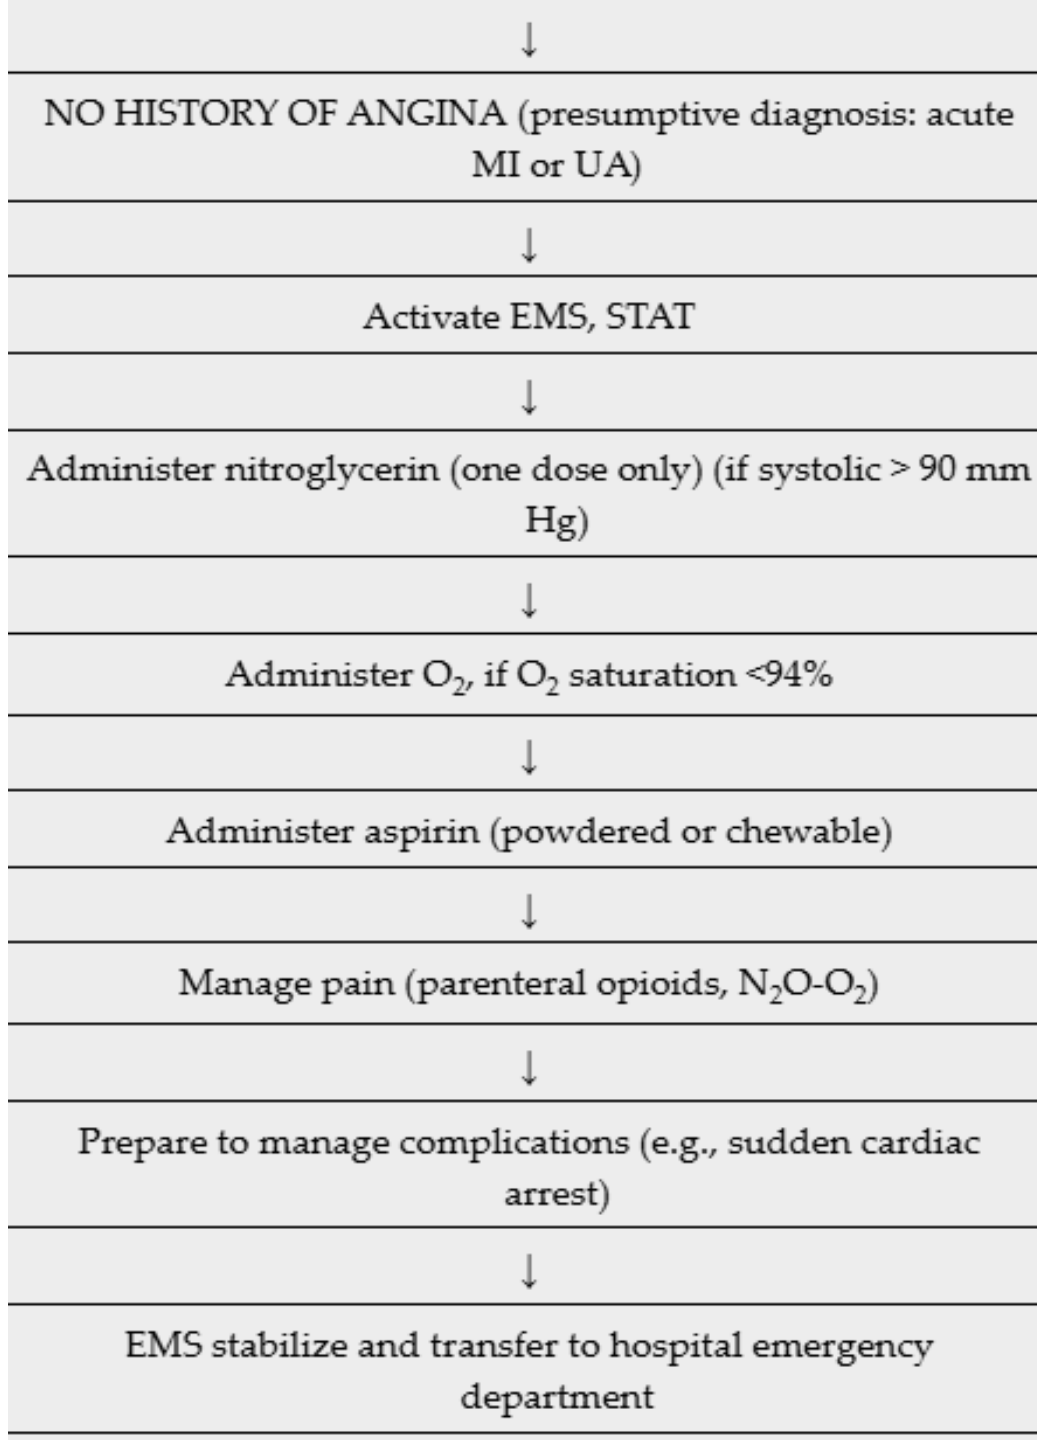 ↓
NO HISTORY OF ANGINA (presumptive diagnosis: acute
MI or UA)
↓
Activate EMS, STAT
↓
Administer nitroglycerin (one dose only) (if systolic > 90 mm
Hg)
↓
Administer O₂, if O₂ saturation <94%
↓
Administer aspirin (powdered or chewable)
↓
Manage pain (parenteral opioids, N₂O-O₂)
↓
Prepare to manage complications (e.g., sudden cardiac
arrest)
↓
EMS stabilize and transfer to hospital emergency
department